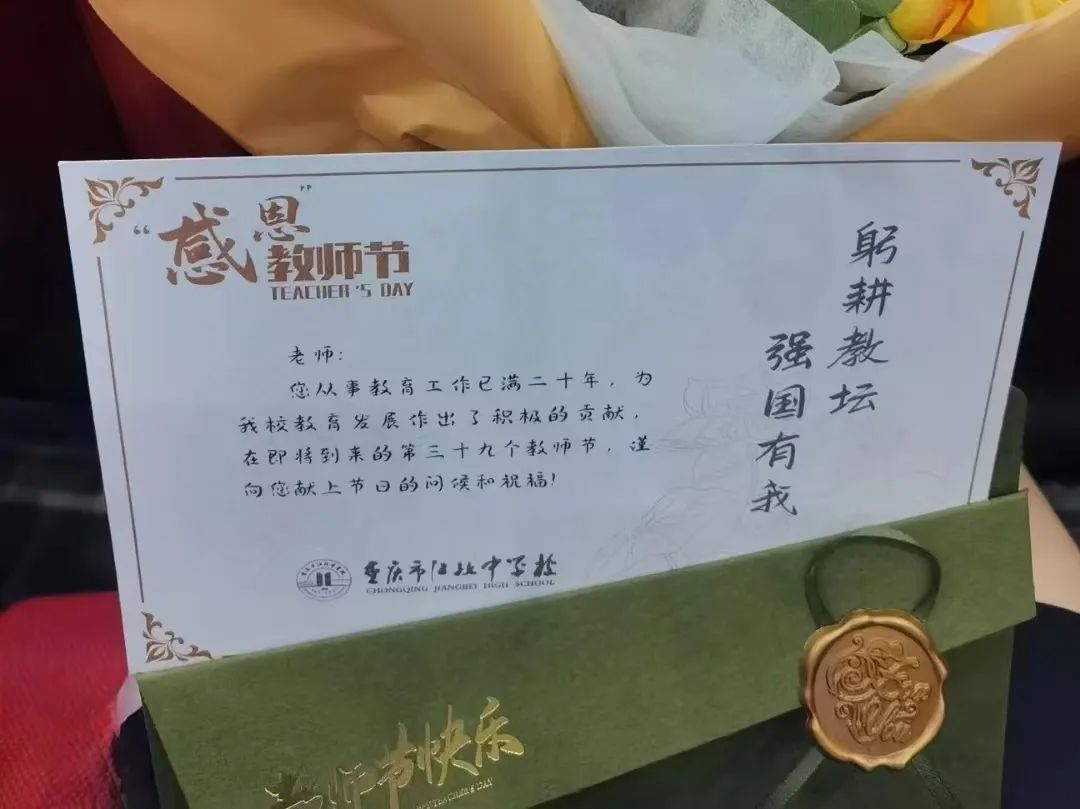 “感恩”
教师节
TEACHER'S DAY
躬耕教坛
强国有我
老师:
您从事教育工作已满二十年,为
我校教育发展作出了积极的贡献,
在即将到来的第三十九个教师节,谨
向您献上节日的问候和祝福!
重庆市江北中学校
CHONGQING JIANGBEI HIGH SCHOOL
师节快乐
TEACHER'S DAY